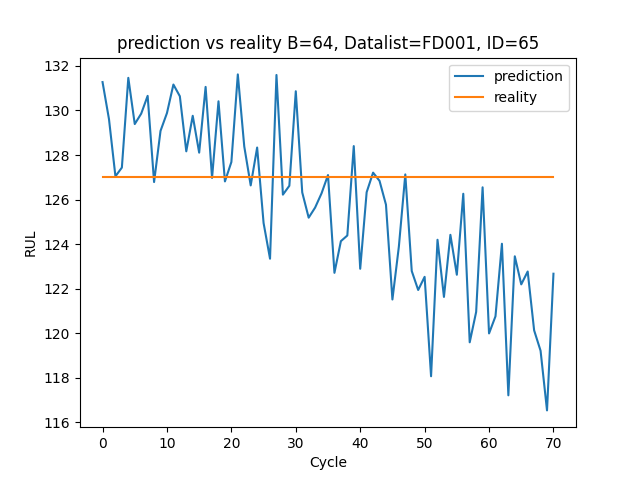 prediction vs reality B=64, Datalist=FD001, ID=65
prediction
reality
132
130
128
126
124
122
120
118
116
RUL
0 10 20 30 40 50 60 70
Cycle